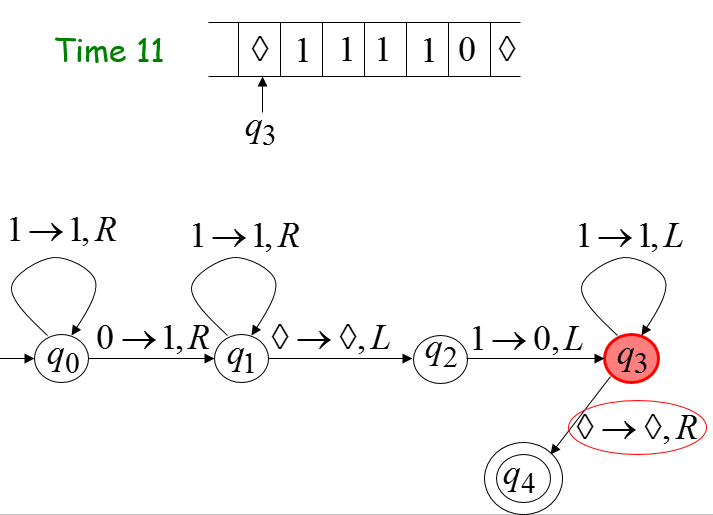 Time 11 ◊ 1 1 1 1 0 ◊
q₃
1 → 1, R 1 → 1, R 1 → 1, L
0 → 1, R ◊ → ◊, L 1 → 0, L
q₀ q₁ q₂ q₃
◊ → ◊, R
q₄